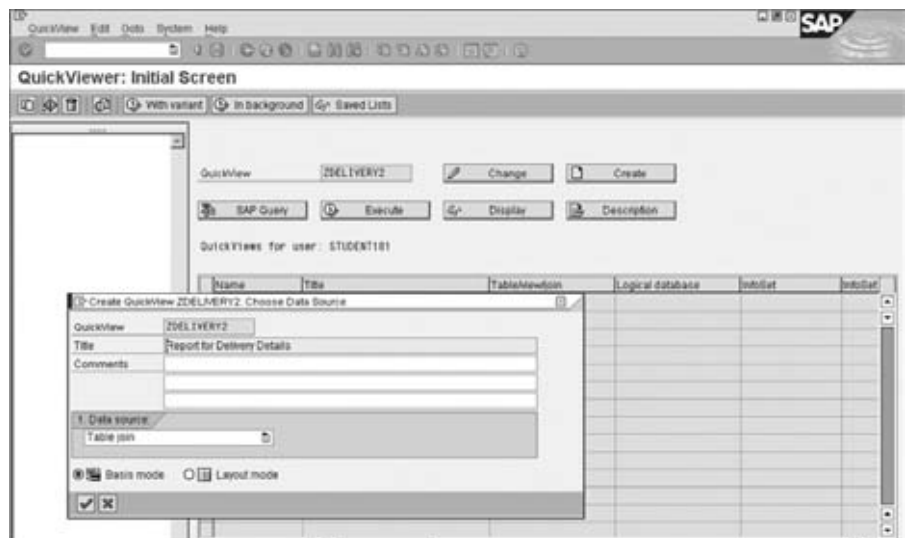 QuickView Edit Goto System Help
SAP
QuickViewer: Initial Screen
With variant In background Saved Lists
QuickView ZDELIVERY2 Change Create
SAP Query Execute Display Description
QuickViews for user: STUDENT181
Name Title Table/view/join Logical database InfoSet InfoSet
Create QuickView ZDELIVERY2: Choose Data Source
QuickView ZDELIVERY2
Title Report for Delivery Details
Comments
1. Data source
Table join
Basis mode Layout mode